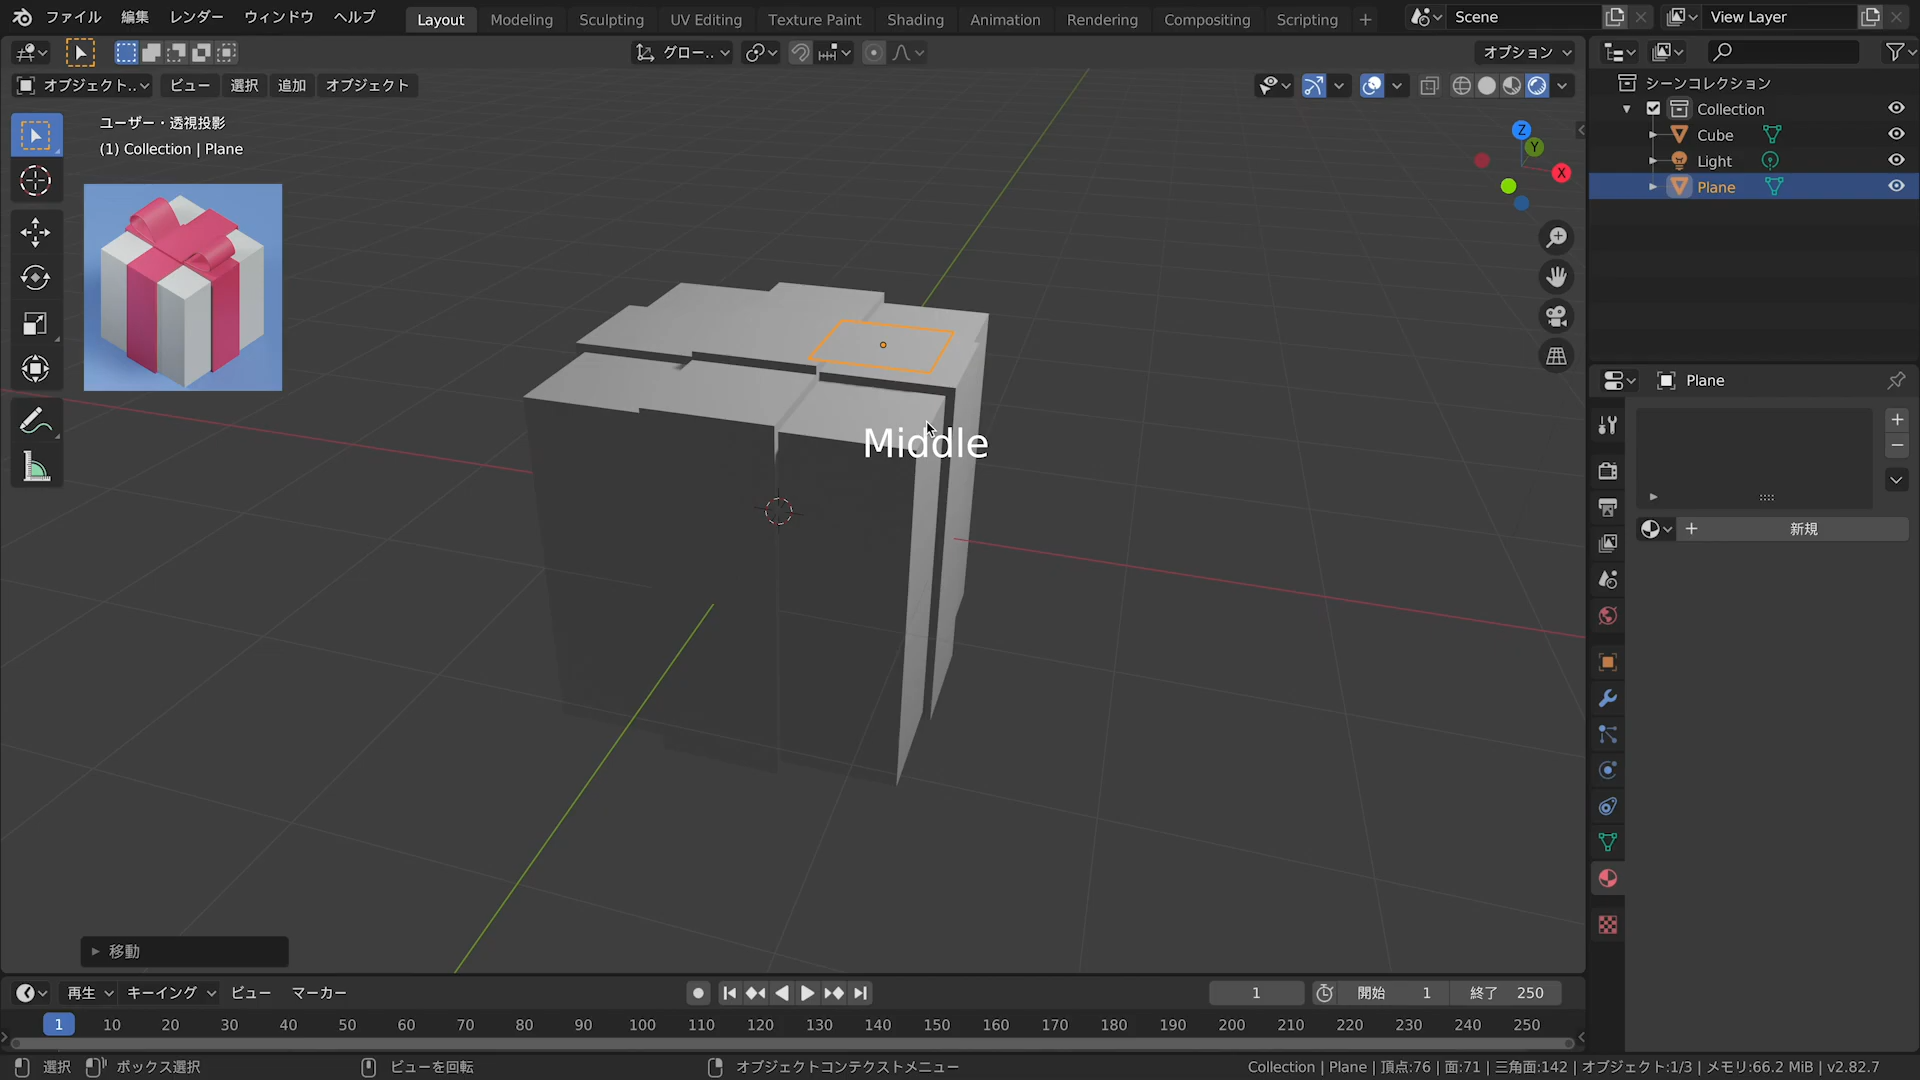 ファイル 編集 レンダー ウィンドウ ヘルプ Layout Modeling Sculpting UV Editing Texture Paint Shading Animation Rendering Compositing Scripting + Scene View Layer
グロー.. オプション
オブジェクト.. ビュー 選択 追加 オブジェクト
ユーザー・透視投影
(1) Collection | Plane
Z
Y
X
Middle
移動
シーンコレクション
Collection
Cube
Light
Plane
Plane
新規
再生 キーイング ビュー マーカー 1 開始 1 終了 250
1 10 20 30 40 50 60 70 80 90 100 110 120 130 140 150 160 170 180 190 200 210 220 230 240 250
選択 ボックス選択 ビューを回転 オブジェクトコンテクストメニュー Collection | Plane | 頂点:76 | 面:71 | 三角面:142 | オブジェクト:1/3 | メモリ:66.2 MiB | v2.82.7